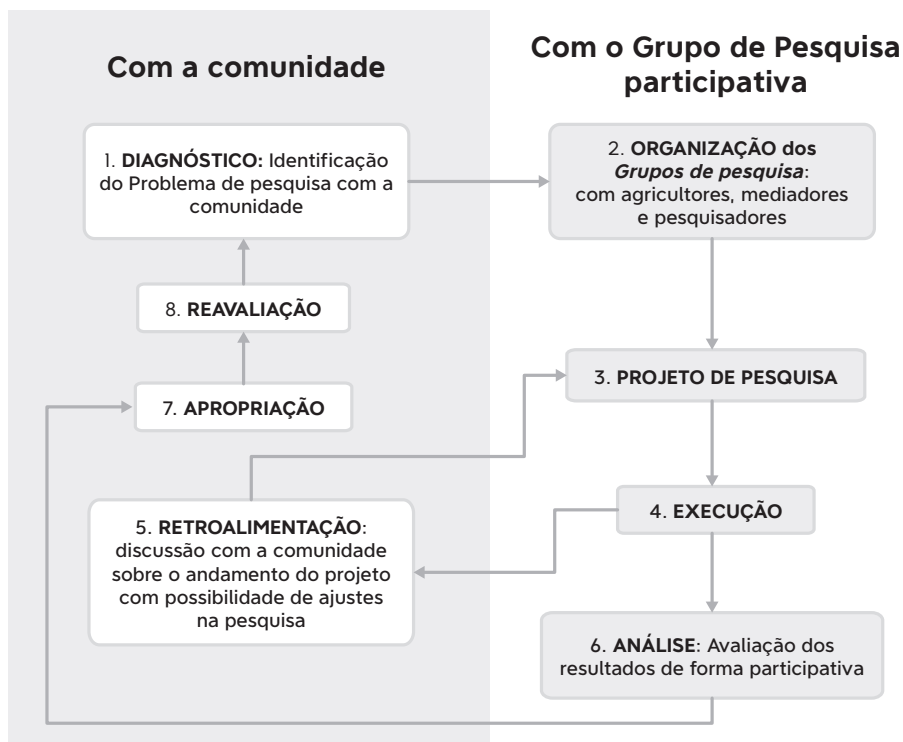 Com a comunidade
Com o Grupo de Pesquisa
participativa
1. DIAGNÓSTICO: Identificação
do Problema de pesquisa com a
comunidade
2. ORGANIZAÇÃO dos
Grupos de pesquisa:
com agricultores, mediadores
e pesquisadores
8. REAVALIAÇÃO
3. PROJETO DE PESQUISA
7. APROPRIAÇÃO
4. EXECUÇÃO
5. RETROALIMENTAÇÃO:
discussão com a comunidade
sobre o andamento do projeto
com possibilidade de ajustes
na pesquisa
6. ANÁLISE: Avaliação dos
resultados de forma participativa